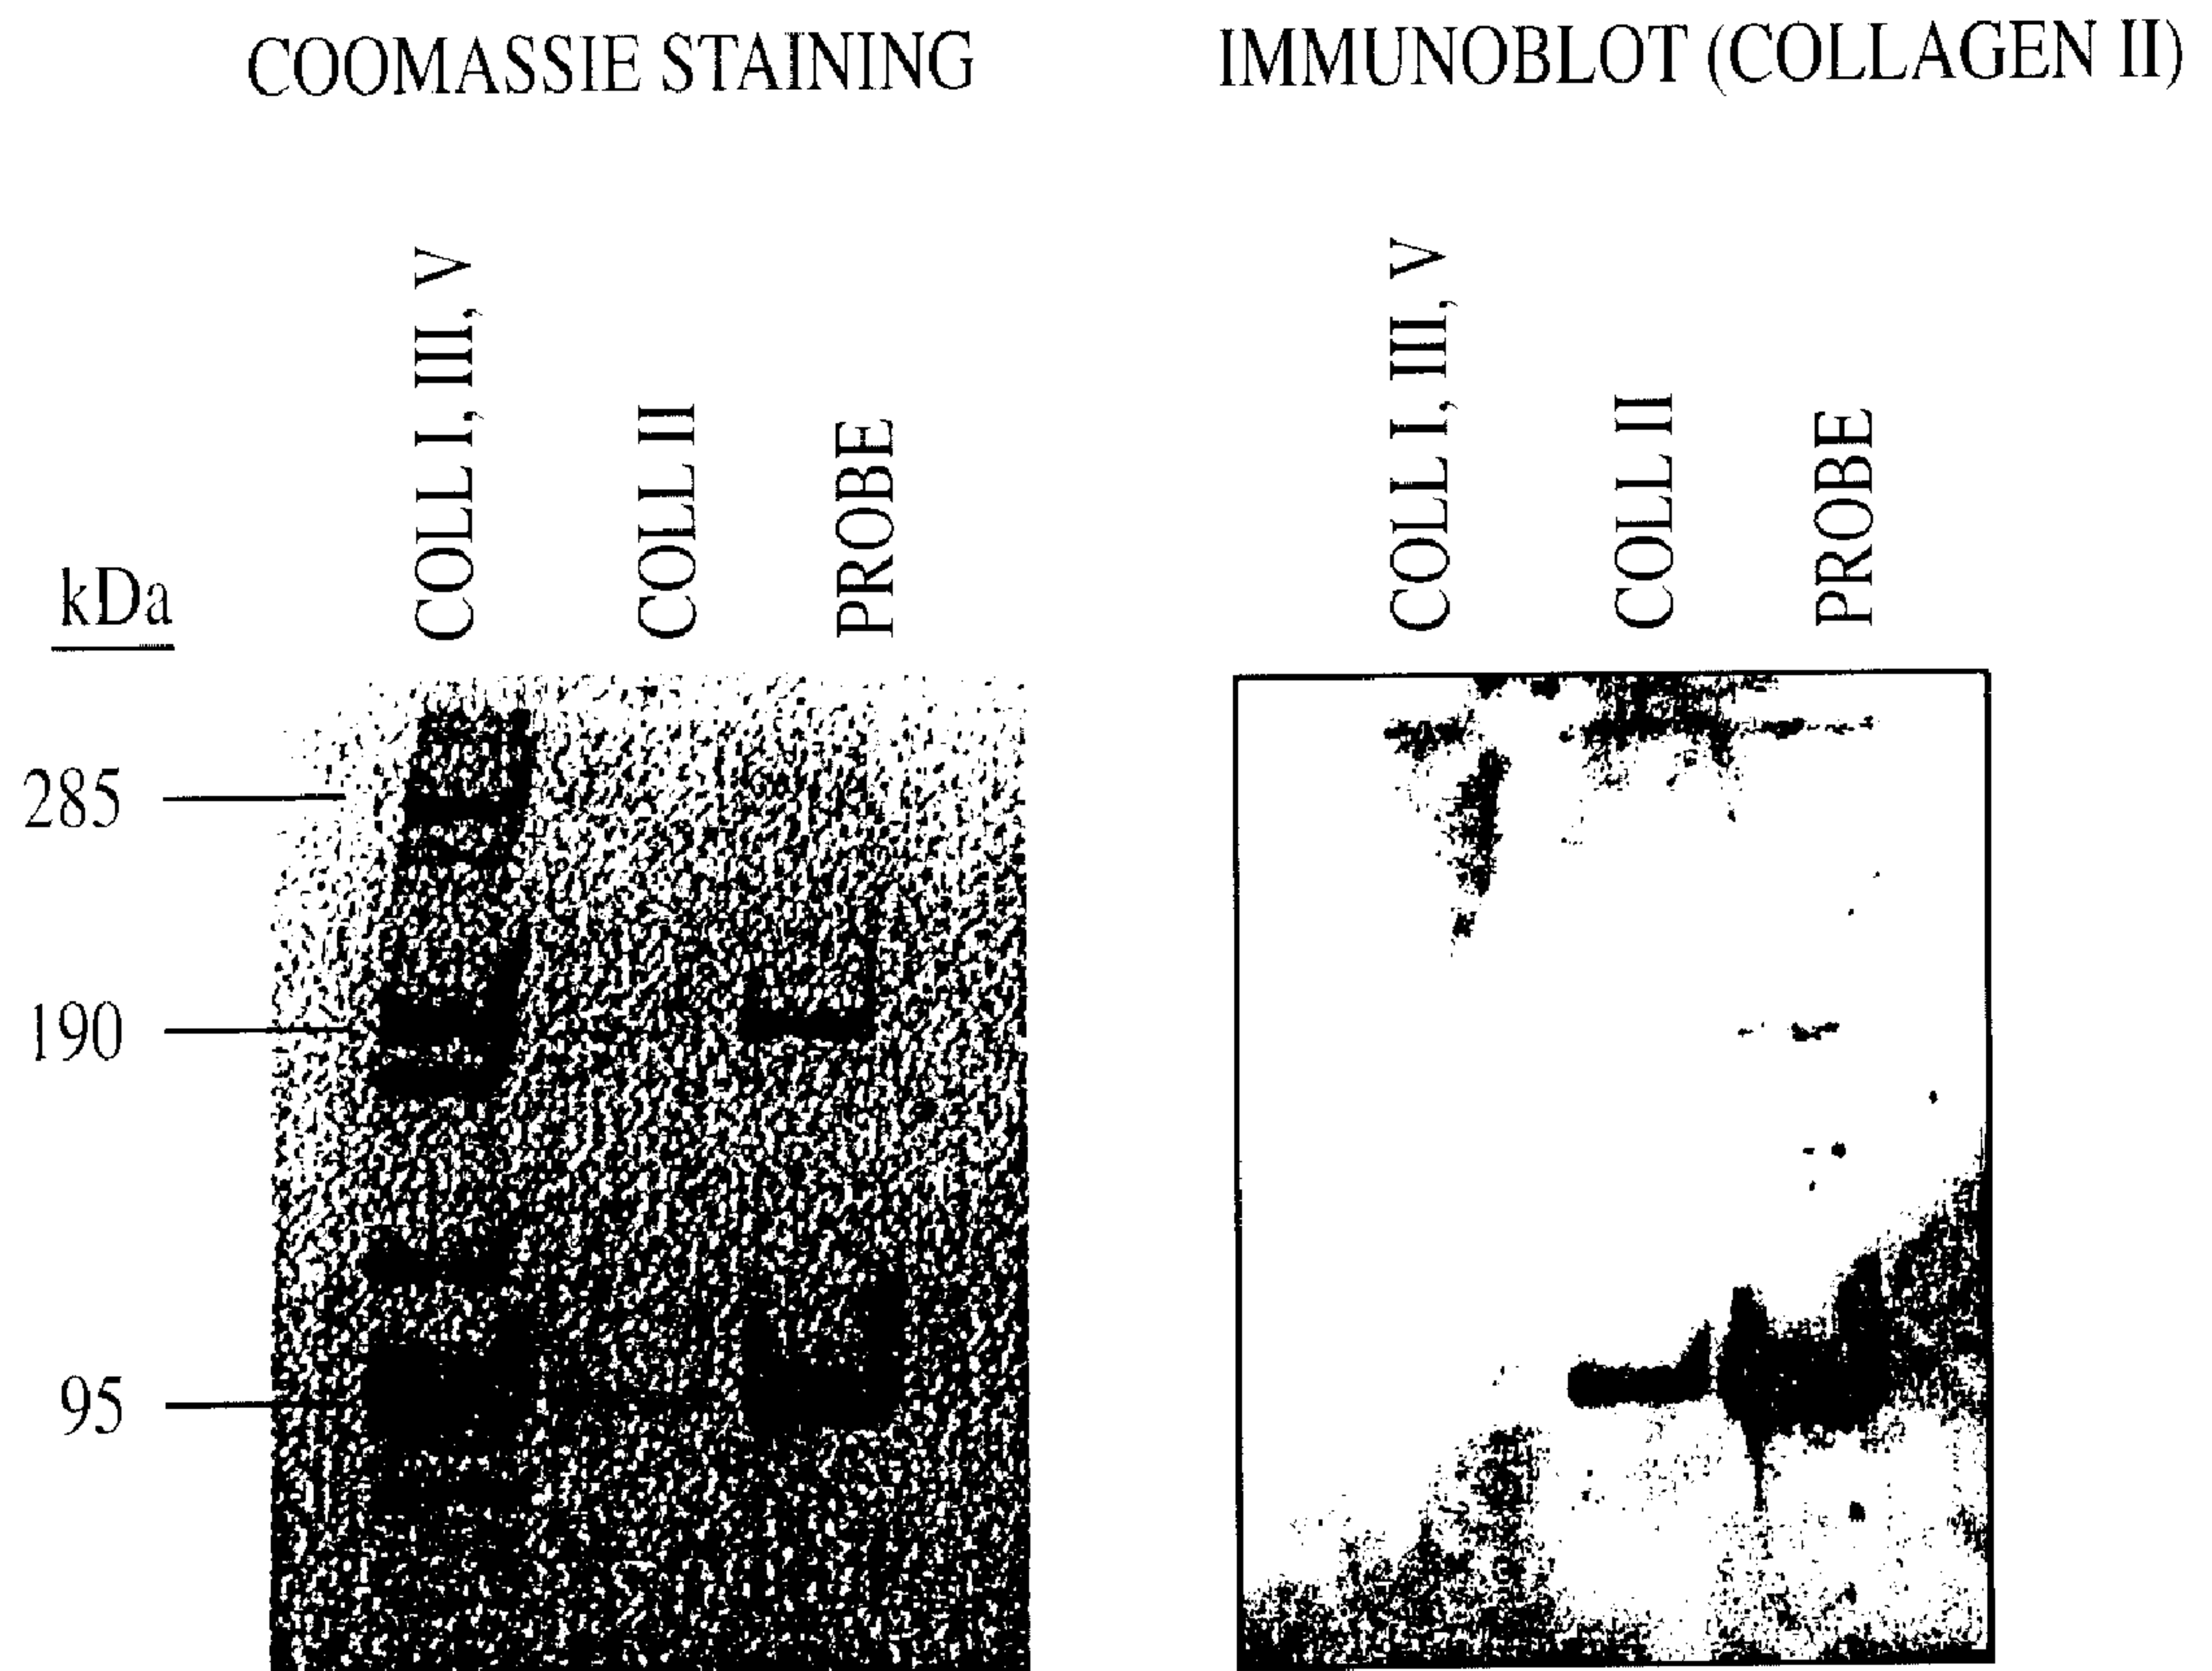 COOMASSIE STAINING
IMMUNOBLOT (COLLAGEN II)
COLL I, III, V
COLL II
PROBE
COLL I, III, V
COLL II
PROBE
kDa
285
190
95